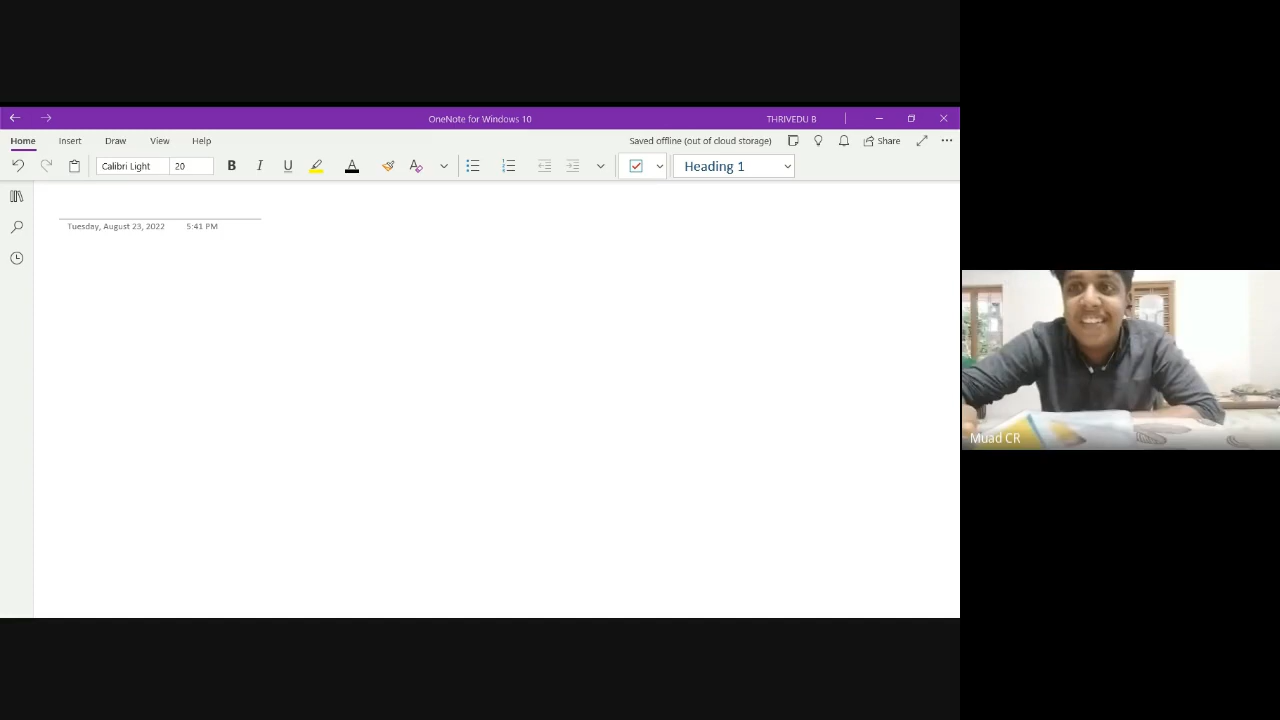 OneNote for Windows 10
THRIVEDU B
Home Insert Draw View Help
Saved offline (out of cloud storage)
Share
Calibri Light 20
B I U A
Heading 1
Tuesday, August 23, 2022 5:41 PM
Muad CR